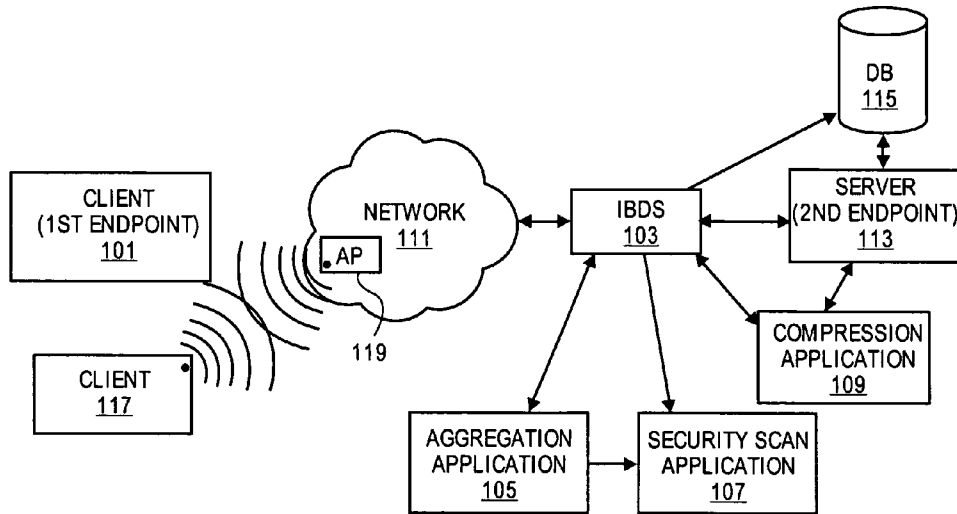 DB
115
CLIENT
(1ST ENDPOINT)
101
NETWORK
111
IBDS
103
SERVER
(2ND ENDPOINT)
113
AP
119
CLIENT
117
COMPRESSION
APPLICATION
109
AGGREGATION
APPLICATION
105
SECURITY SCAN
APPLICATION
107